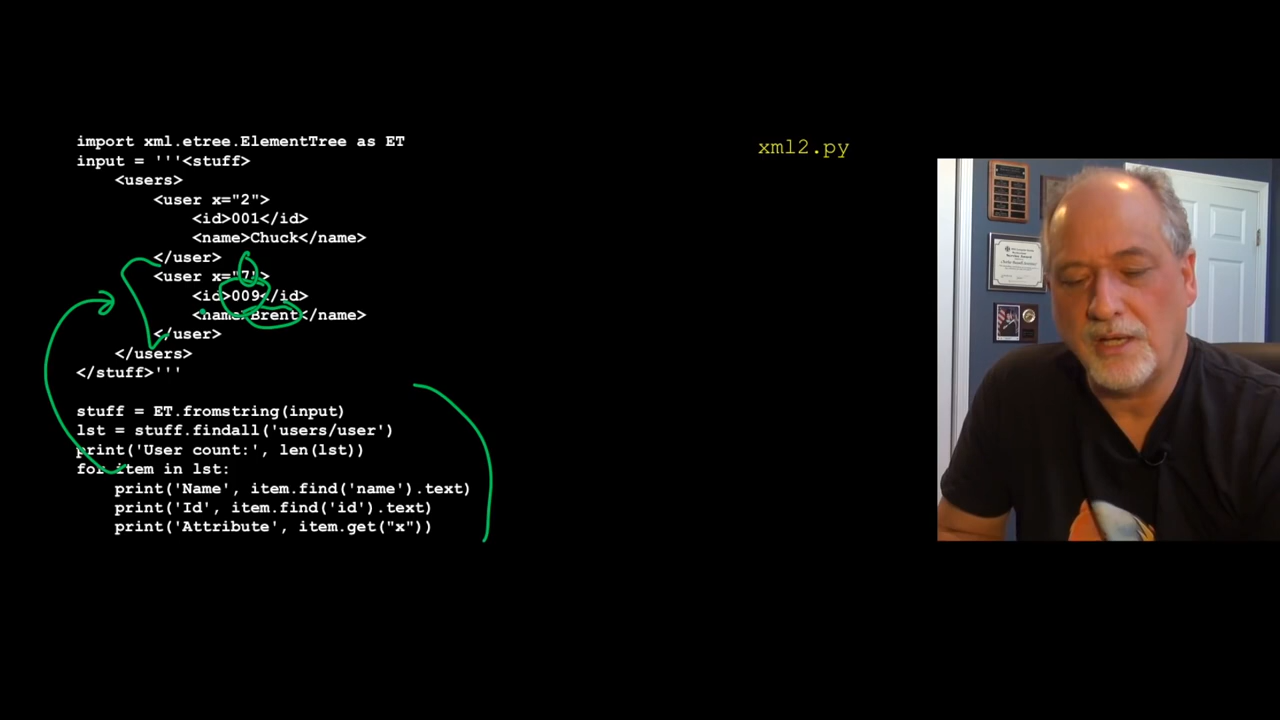 import xml.etree.ElementTree as ET
input = '''<stuff>
    <users>
        <user x="2">
            <id>001</id>
            <name>Chuck</name>
        </user>
        <user x="7">
            <id>009</id>
            <name>Brent</name>
        </user>
    </users>
</stuff>'''
stuff = ET.fromstring(input)
lst = stuff.findall('users/user')
print('User count:', len(lst))
for item in lst:
    print('Name', item.find('name').text)
    print('Id', item.find('id').text)
    print('Attribute', item.get("x"))
xml2.py